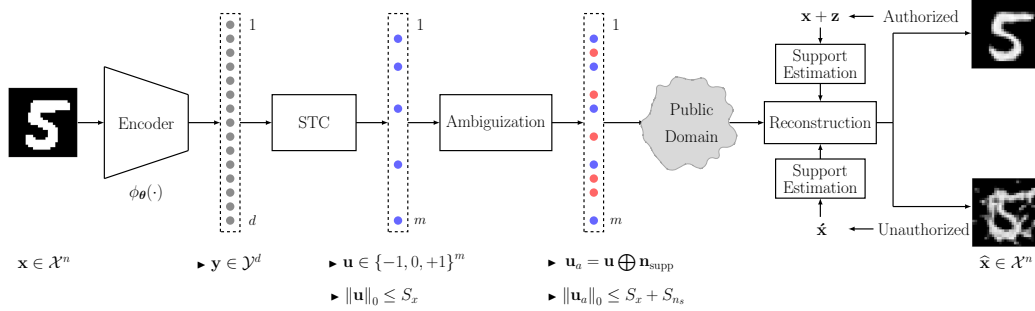 1
1
1
x + z
Authorized
Support
Estimation
Encoder
STC
Ambiguization
Public
Domain
Reconstruction
ϕ_θ(·)
d
m
m
Support
Estimation
x́
Unauthorized
x ∈ 𝒳^n
▸ y ∈ 𝒴^d
▸ u ∈ {−1, 0, +1}^m
▸ u_a = u ⨁ n_supp
x̂ ∈ 𝒳^n
▸ ‖u‖_0 ≤ S_x
▸ ‖u_a‖_0 ≤ S_x + S_{n_s}